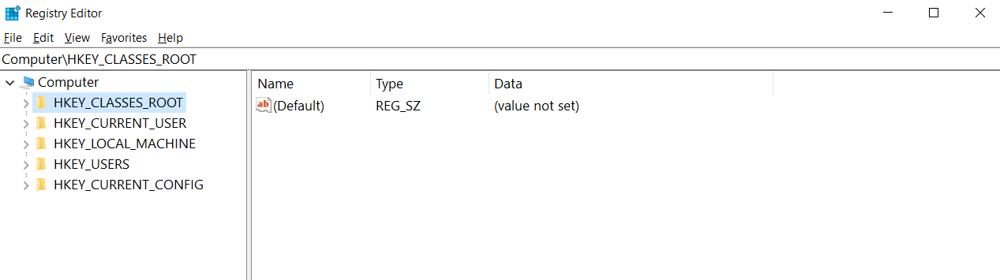 Registry Editor
File Edit View Favorites Help
Computer\HKEY_CLASSES_ROOT
Computer
HKEY_CLASSES_ROOT
HKEY_CURRENT_USER
HKEY_LOCAL_MACHINE
HKEY_USERS
HKEY_CURRENT_CONFIG
Name Type Data
ab (Default) REG_SZ (value not set)